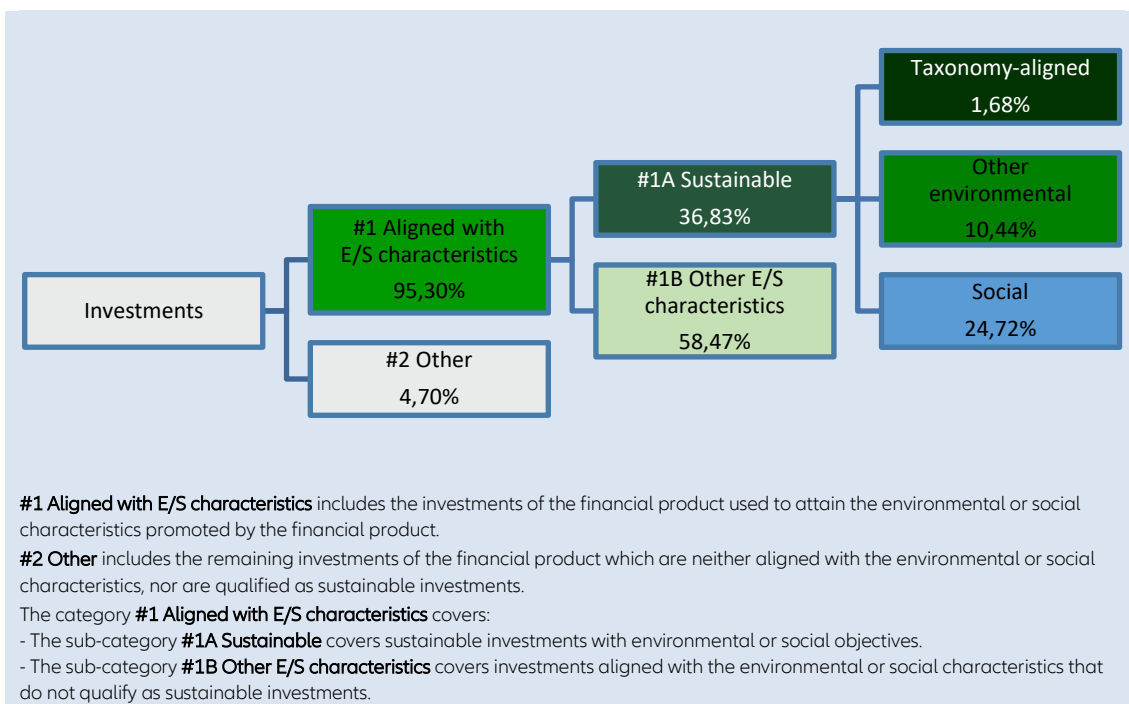 Taxonomy-aligned
1,68%
#1A Sustainable
36,83%
Other
environmental
10,44%
#1 Aligned with
E/S characteristics
95,30%
#1B Other E/S
characteristics
58,47%
Social
24,72%
Investments
#2 Other
4,70%
#1 Aligned with E/S characteristics includes the investments of the financial product used to attain the environmental or social
characteristics promoted by the financial product.
#2 Other includes the remaining investments of the financial product which are neither aligned with the environmental or social
characteristics, nor are qualified as sustainable investments.
The category #1 Aligned with E/S characteristics covers:
- The sub-category #1A Sustainable covers sustainable investments with environmental or social objectives.
- The sub-category #1B Other E/S characteristics covers investments aligned with the environmental or social characteristics that
do not qualify as sustainable investments.